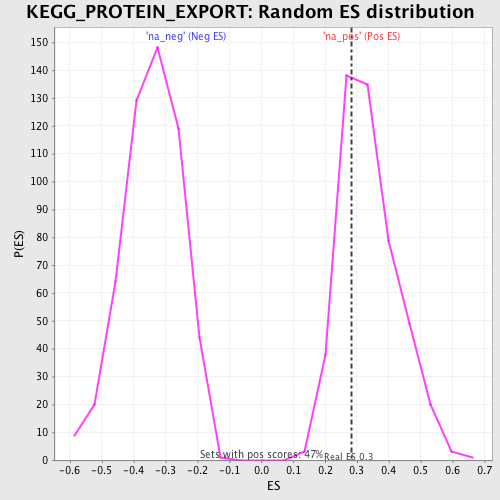 KEGG_PROTEIN_EXPORT: Random ES distribution
'na_neg' (Neg ES)
'na_pos' (Pos ES)
P(ES)
150
140
130
120
110
100
90
80
70
60
50
40
30
20
10
0
Sets with pos scores: 47%
Real ES 0.3
-0.6 -0.5 -0.4 -0.3 -0.2 -0.1 0.0 0.1 0.2 0.3 0.4 0.5 0.6 0.7
ES